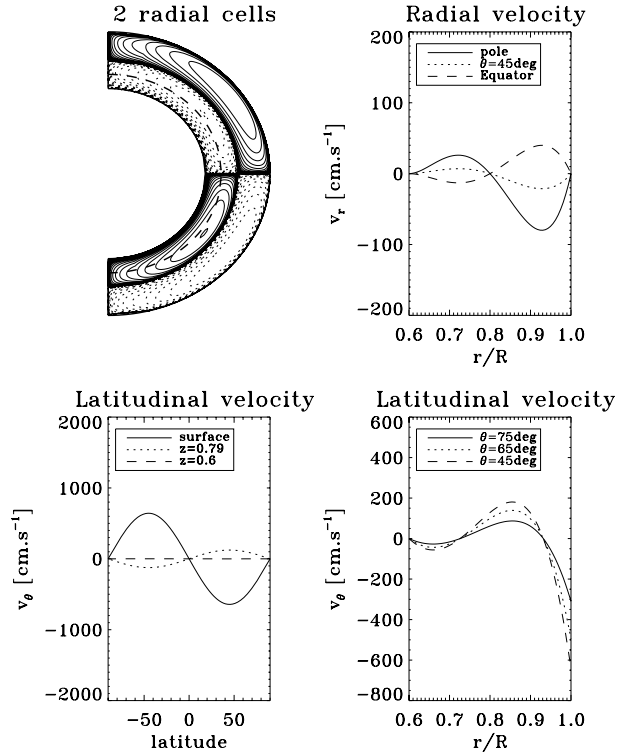 2 radial cells
Radial velocity
200
100
0
−100
−200
v_r [cm.s⁻¹]
pole
θ=45deg
Equator
0.6 0.7 0.8 0.9 1.0
r/R
Latitudinal velocity
2000
1000
0
−1000
−2000
v_θ [cm.s⁻¹]
surface
z=0.79
z=0.6
−50 0 50
latitude
Latitudinal velocity
600
400
200
0
−200
−400
−600
−800
v_θ [cm.s⁻¹]
θ=75deg
θ=65deg
θ=45deg
0.6 0.7 0.8 0.9 1.0
r/R